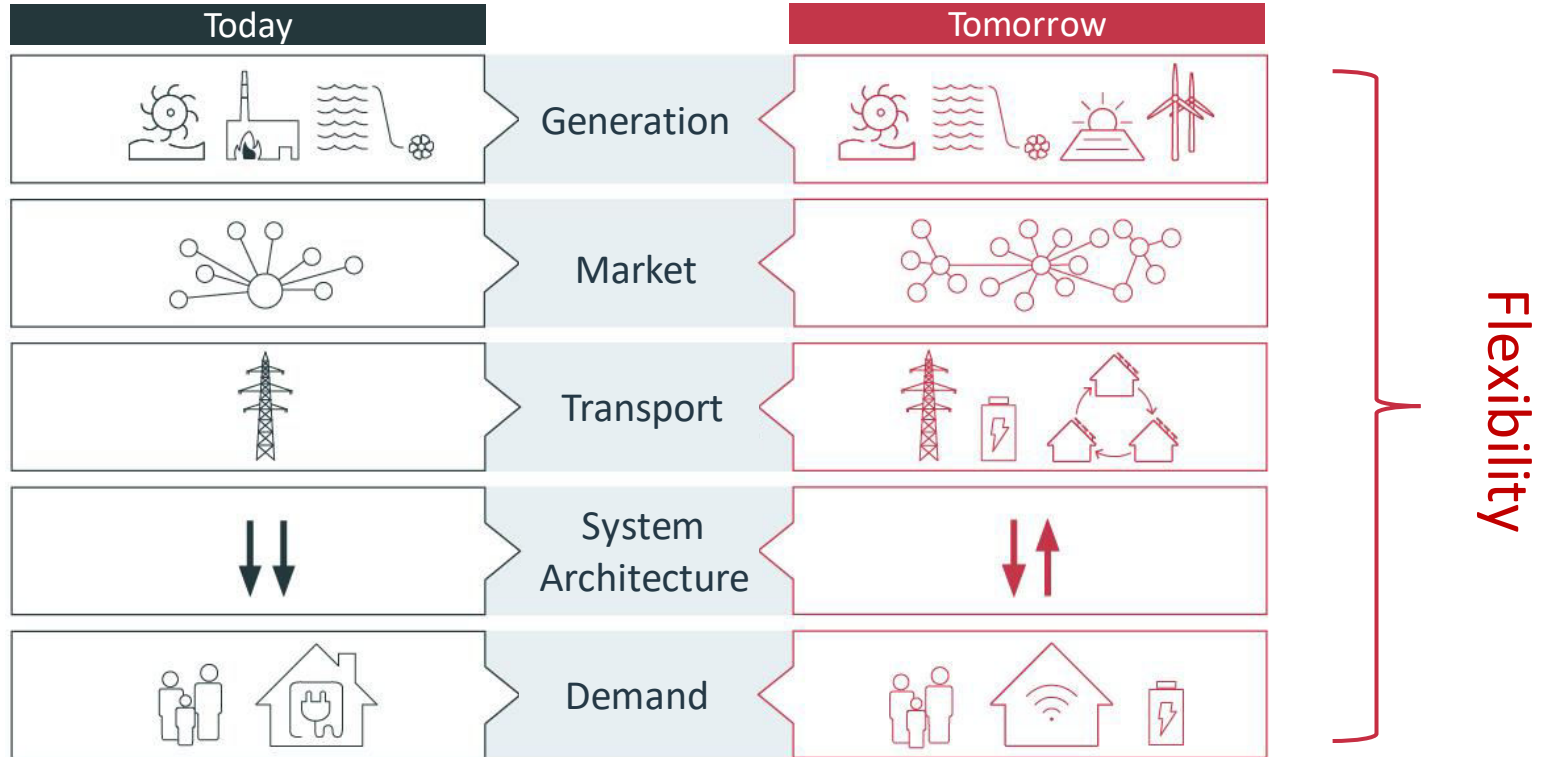 Today
Tomorrow
Generation
Market
Transport
System
Architecture
Demand
Flexibility